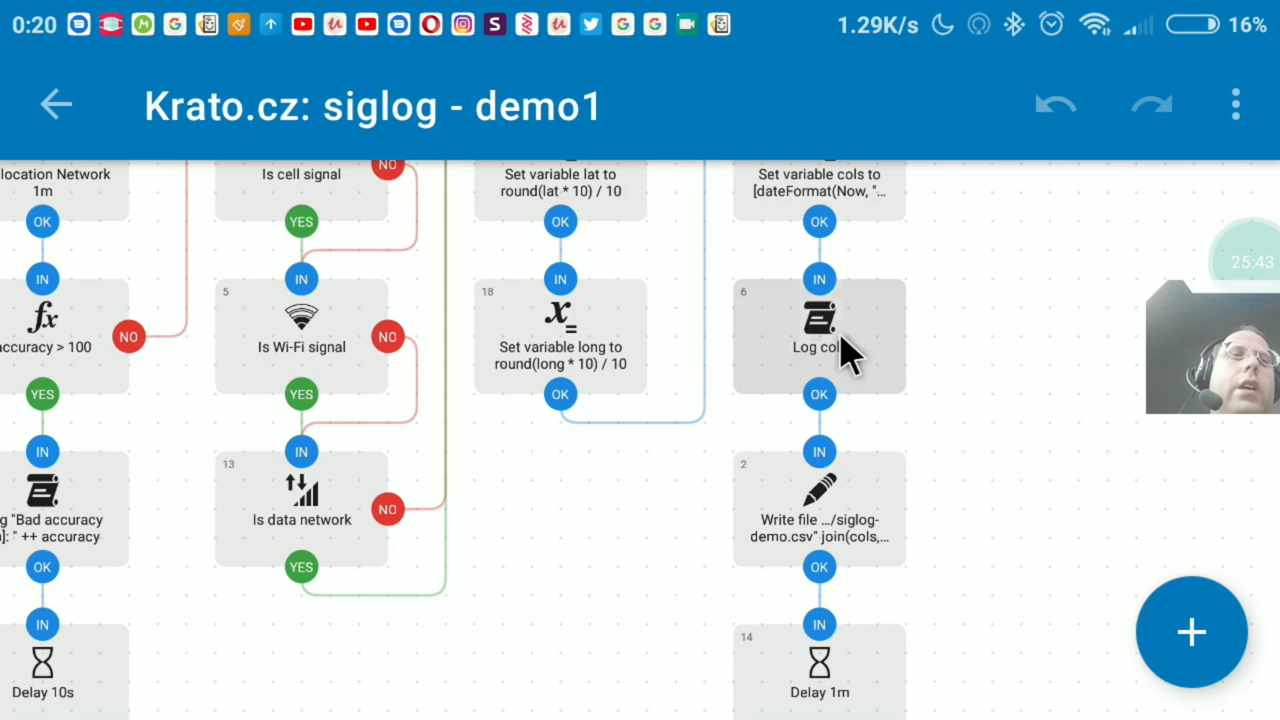 0:20
1.29K/s
16%
Krato.cz: siglog - demo1
location Network
1m
OK
IN
fx
accuracy > 100
NO
YES
IN
"Bad accuracy
]: " ++ accuracy
OK
IN
Delay 10s
Is cell signal
NO
YES
IN
5
Is Wi-Fi signal
NO
YES
IN
13
Is data network
NO
YES
Set variable lat to
round(lat * 10) / 10
OK
IN
18
x=
Set variable long to
round(long * 10) / 10
OK
Set variable cols to
[dateFormat(Now, "...
OK
IN
6
Log
OK
IN
2
Write file .../siglog-
demo.csv" join(cols,...
OK
IN
14
Delay 1m
25:43
+